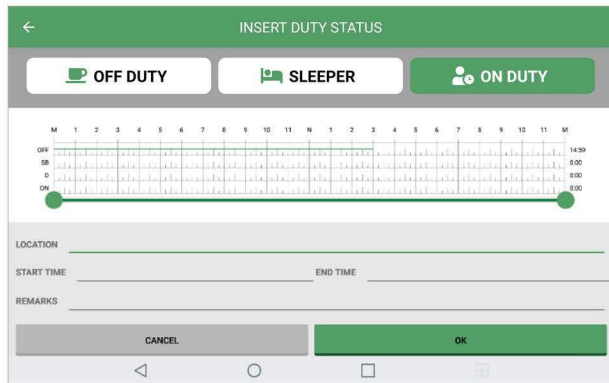 INSERT DUTY STATUS
OFF DUTY SLEEPER ON DUTY
M 1 2 3 4 5 6 7 8 9 10 11 N 1 2 3 4 5 6 7 8 9 10 11 M
OFF 14:59
SB 0:00
D 0:00
ON 0:00
LOCATION
START TIME END TIME
REMARKS
CANCEL OK